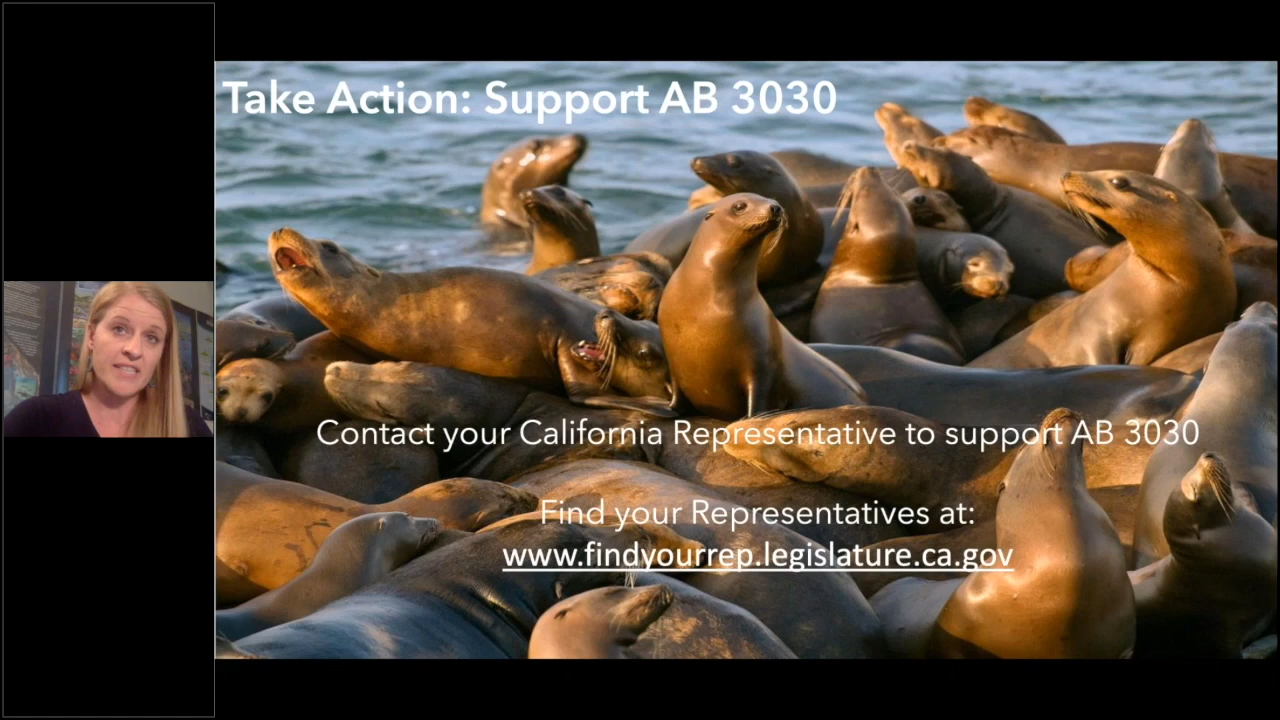 Take Action: Support AB 3030
Contact your California Representative to support AB 3030
Find your Representatives at:
www.findyourrep.legislature.ca.gov